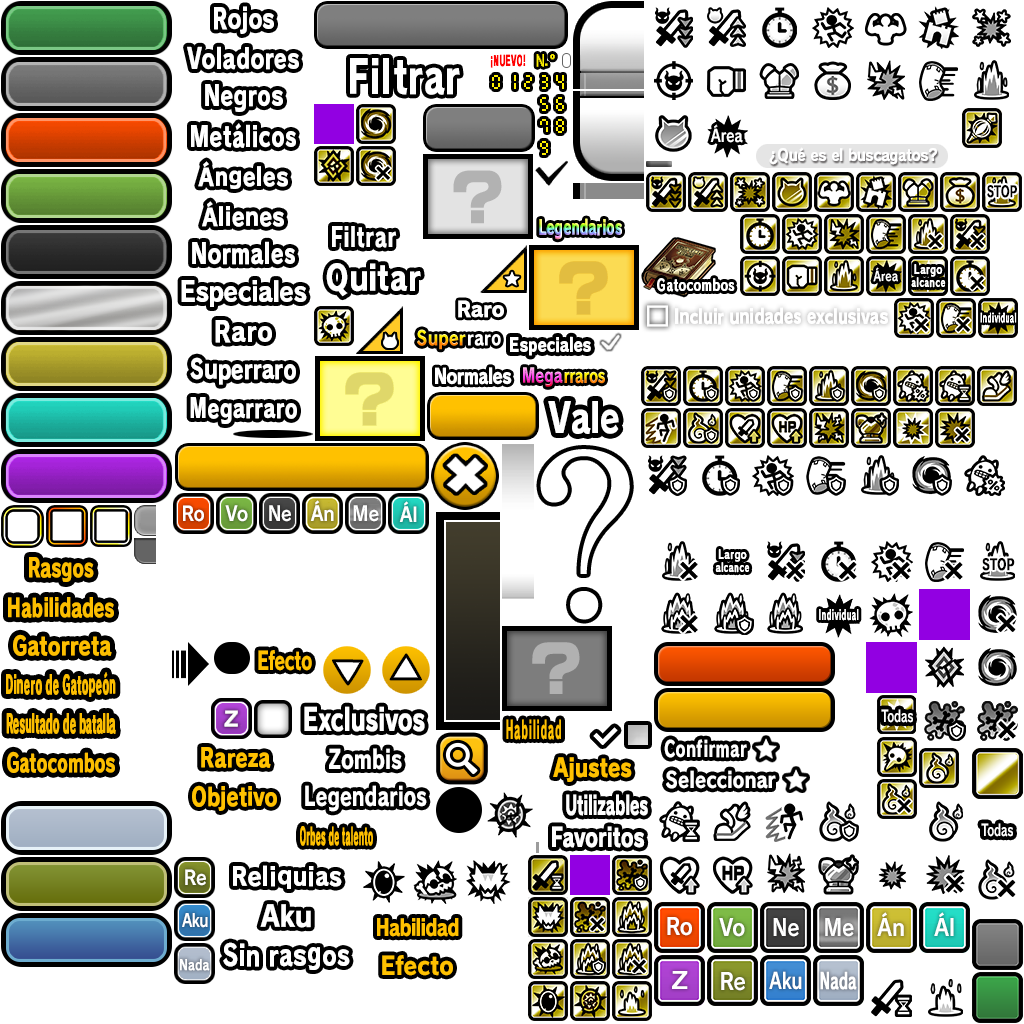 Rojos
Voladores
Negros
Metálicos
Ángeles
Álienes
Normales
Especiales
Raro
Superraro
Megarraro
Filtrar
¡NUEVO! N.º
0 1 2 3 4
5 6
7 8
9
Filtrar
Quitar
?
Legendarios
?
Raro
Superraro
Especiales
Normales
Megarraros
?
Vale
Área
¿Qué es el buscagatos?
STOP
Gatocombos
Área
Largo alcance
Incluir unidades exclusivas
Individual
HP
Ro
Vo
Ne
Án
Me
Ál
?
Rasgos
Habilidades
Gatorreta
Dinero de Gatopeón
Resultado de batalla
Gatocombos
Efecto
Z
Exclusivos
Rareza
Zombis
Objetivo
Legendarios
Orbes de talento
?
Habilidad
Ajustes
Utilizables
Favoritos
Largo alcance
STOP
Individual
Todas
Confirmar
Seleccionar
Todas
HP
Re
Reliquias
Aku
Aku
Nada
Sin rasgos
Habilidad
Efecto
Ro
Vo
Ne
Me
Án
Ál
Z
Re
Aku
Nada